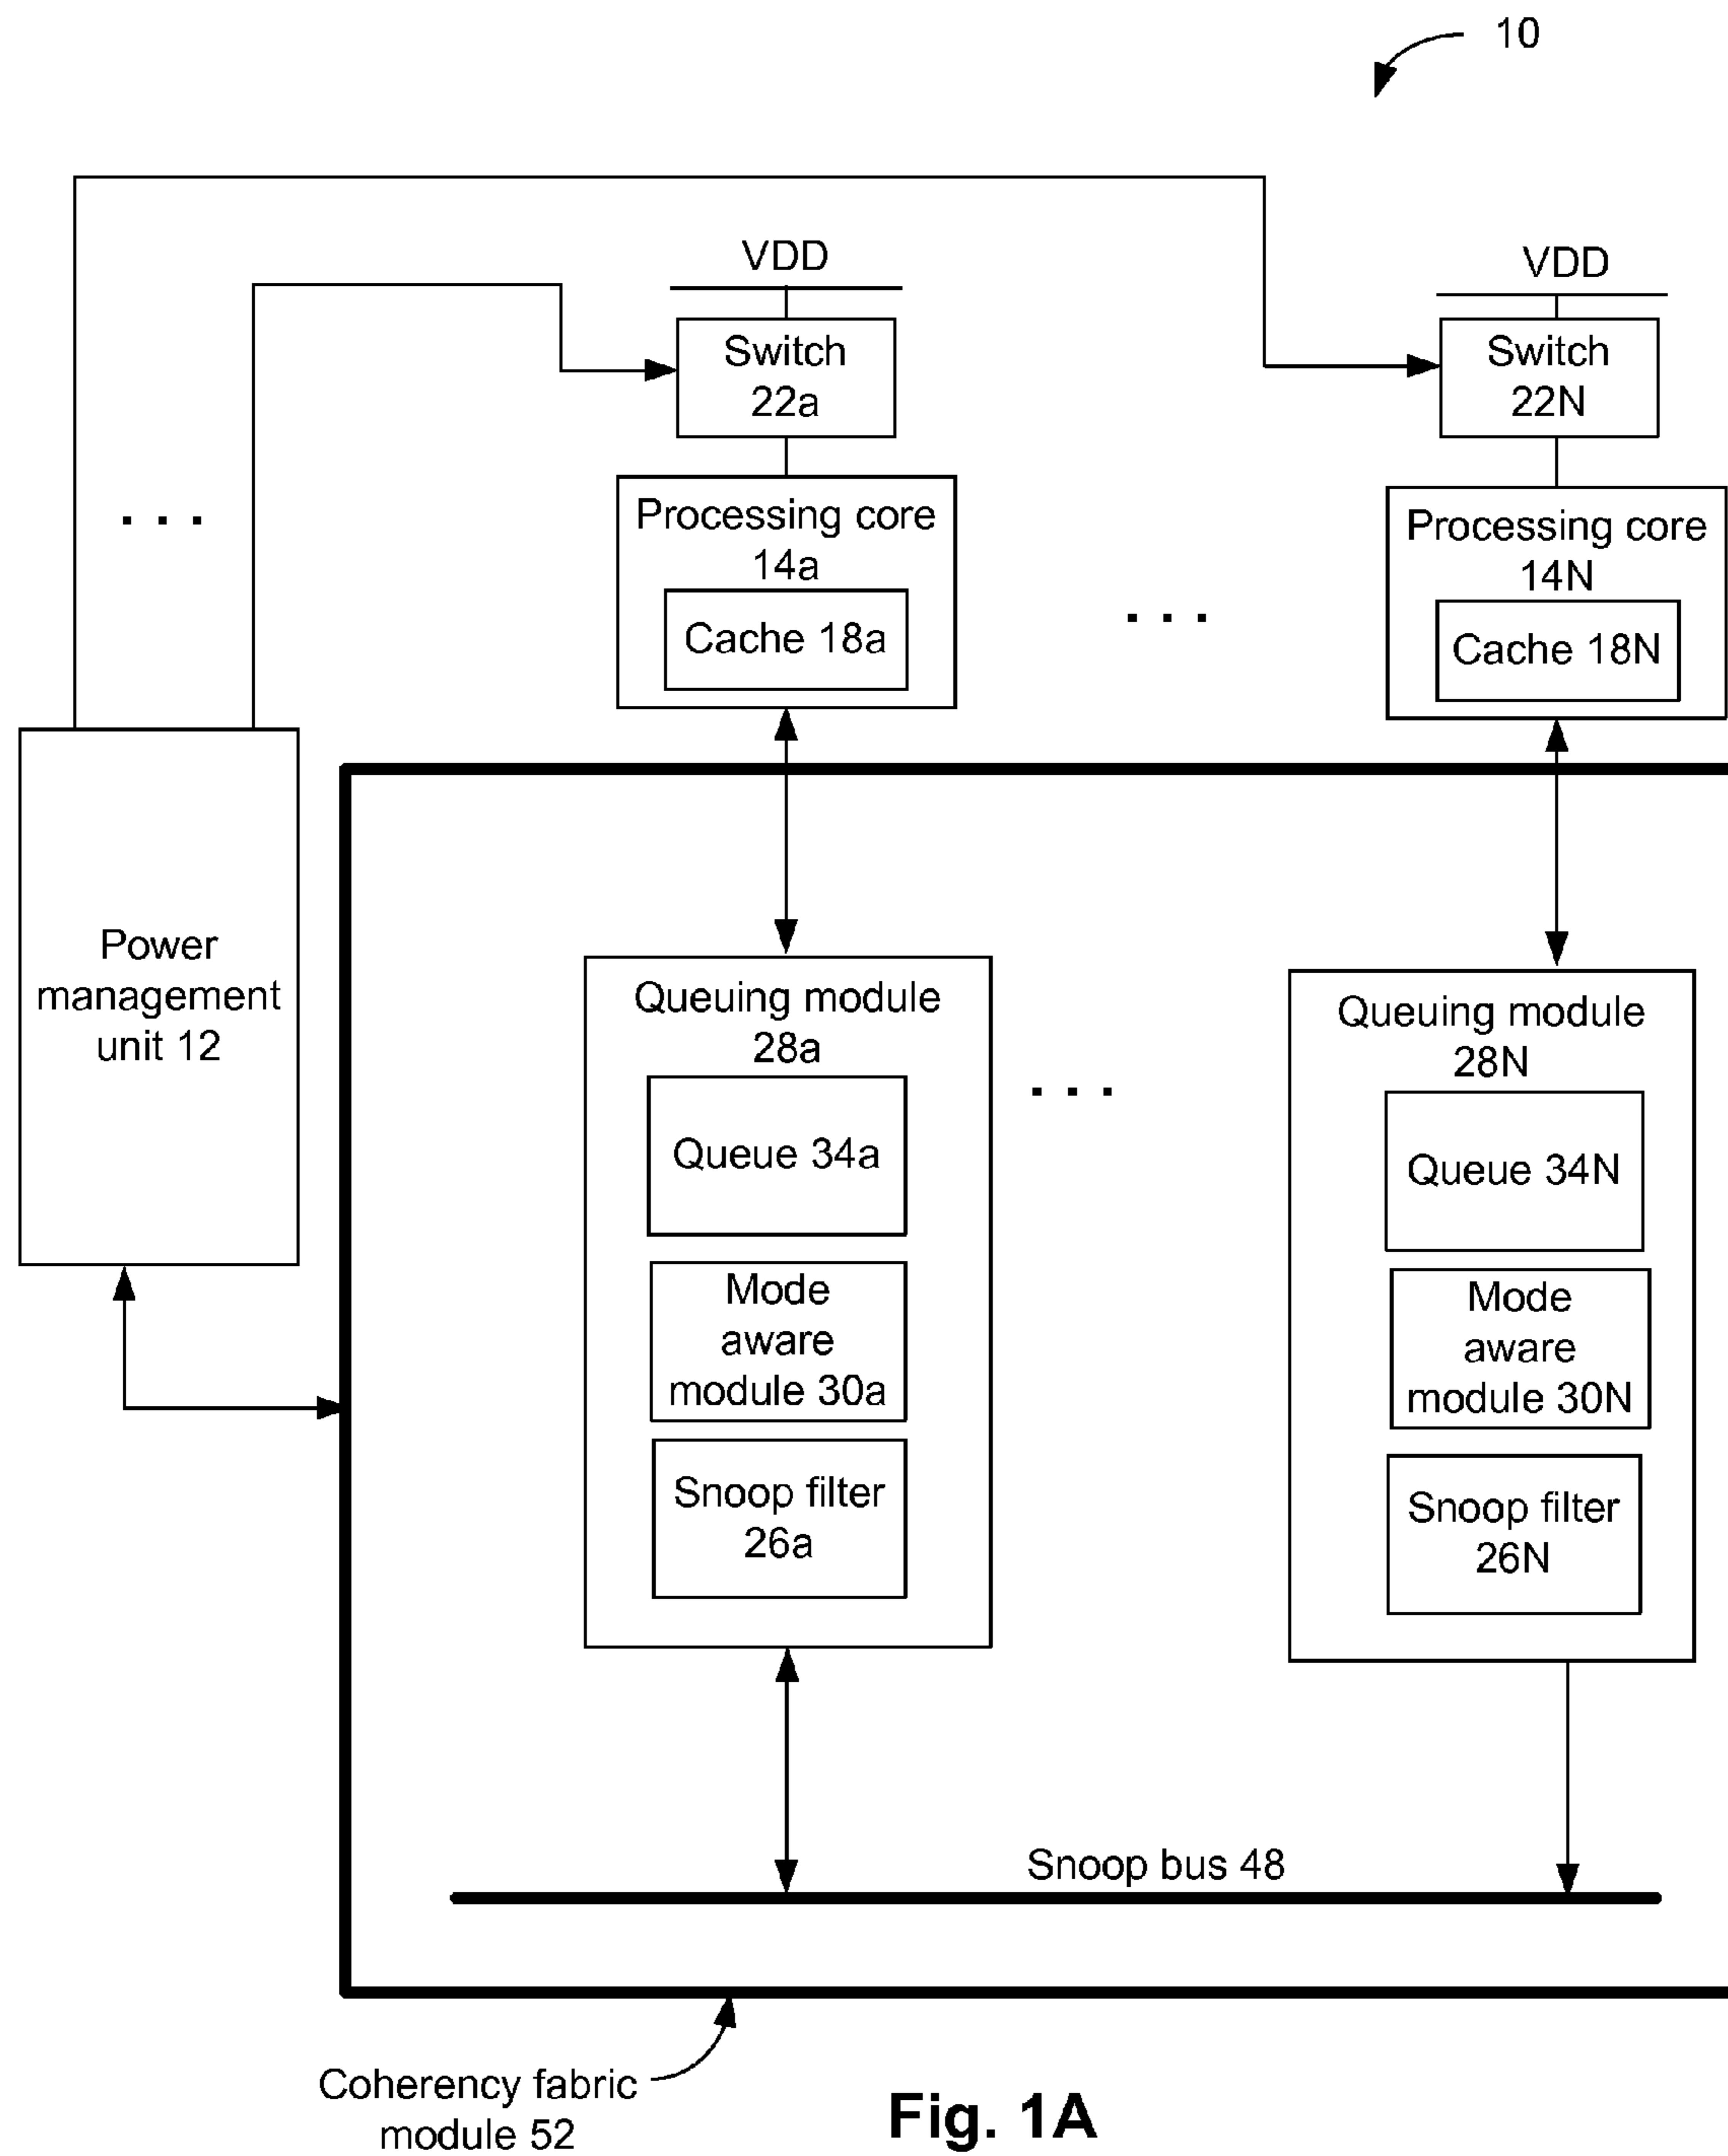 10
VDD
VDD
Switch
22a
Switch
22N
Processing core
14a
Cache 18a
Processing core
14N
Cache 18N
. . .
. . .
Power
management
unit 12
Queuing module
28a
Queue 34a
Mode
aware
module 30a
Snoop filter
26a
. . .
Queuing module
28N
Queue 34N
Mode
aware
module 30N
Snoop filter
26N
Snoop bus 48
Coherency fabric
module 52
Fig. 1A